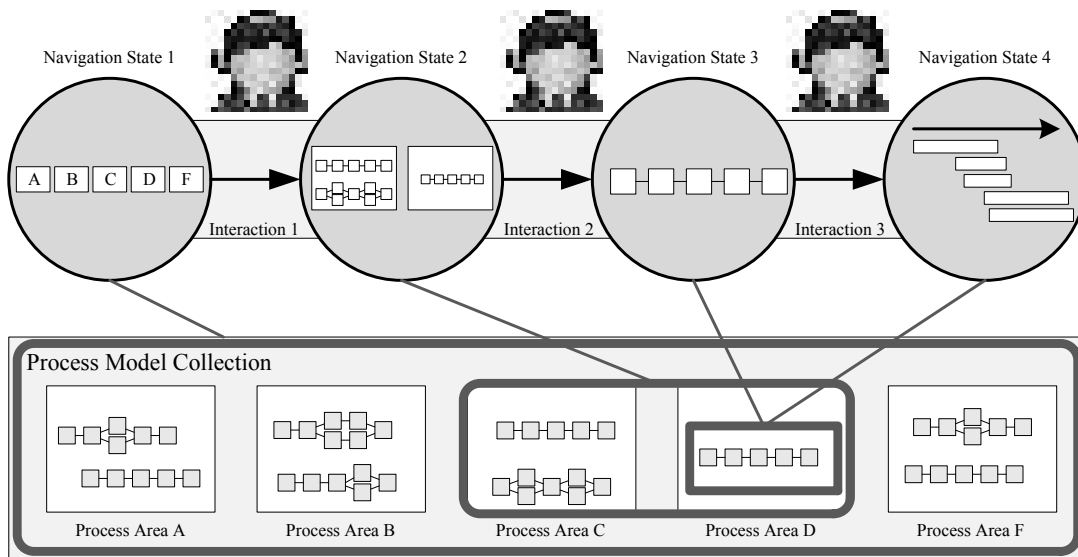 Navigation State 1
Navigation State 2
Navigation State 3
Navigation State 4
A B C D F
Interaction 1
Interaction 2
Interaction 3
Process Model Collection
Process Area A
Process Area B
Process Area C
Process Area D
Process Area F